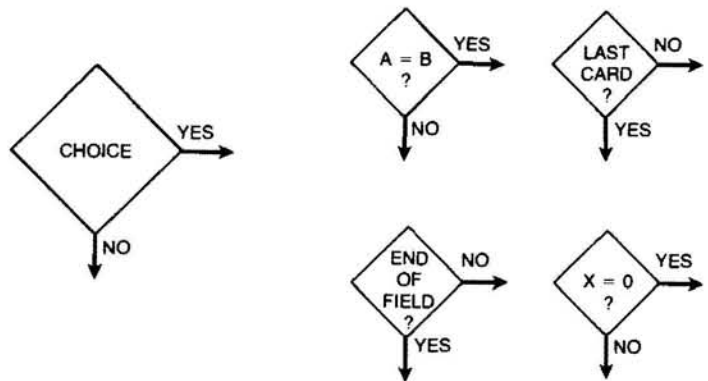 CHOICE
YES
NO
A = B
?
YES
NO
LAST
CARD
?
NO
YES
END
OF
FIELD
?
NO
YES
X = 0
?
YES
NO